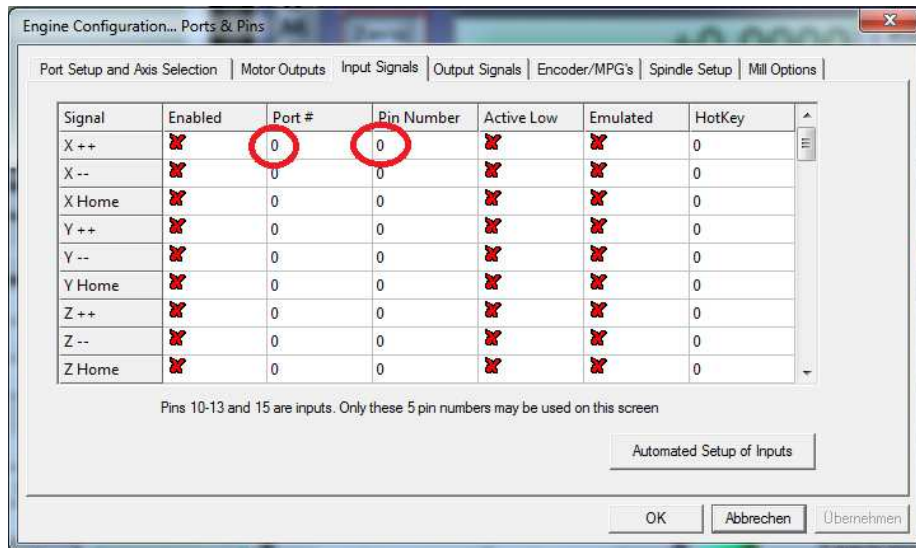 Engine Configuration... Ports & Pins
Port Setup and Axis Selection Motor Outputs Input Signals Output Signals Encoder/MPG's Spindle Setup Mill Options
Signal Enabled Port # Pin Number Active Low Emulated HotKey
X ++ 0 0 0
X -- 0 0 0
X Home 0 0 0
Y ++ 0 0 0
Y -- 0 0 0
Y Home 0 0 0
Z ++ 0 0 0
Z -- 0 0 0
Z Home 0 0 0
Pins 10-13 and 15 are inputs. Only these 5 pin numbers may be used on this screen
Automated Setup of Inputs
OK Abbrechen Übernehmen